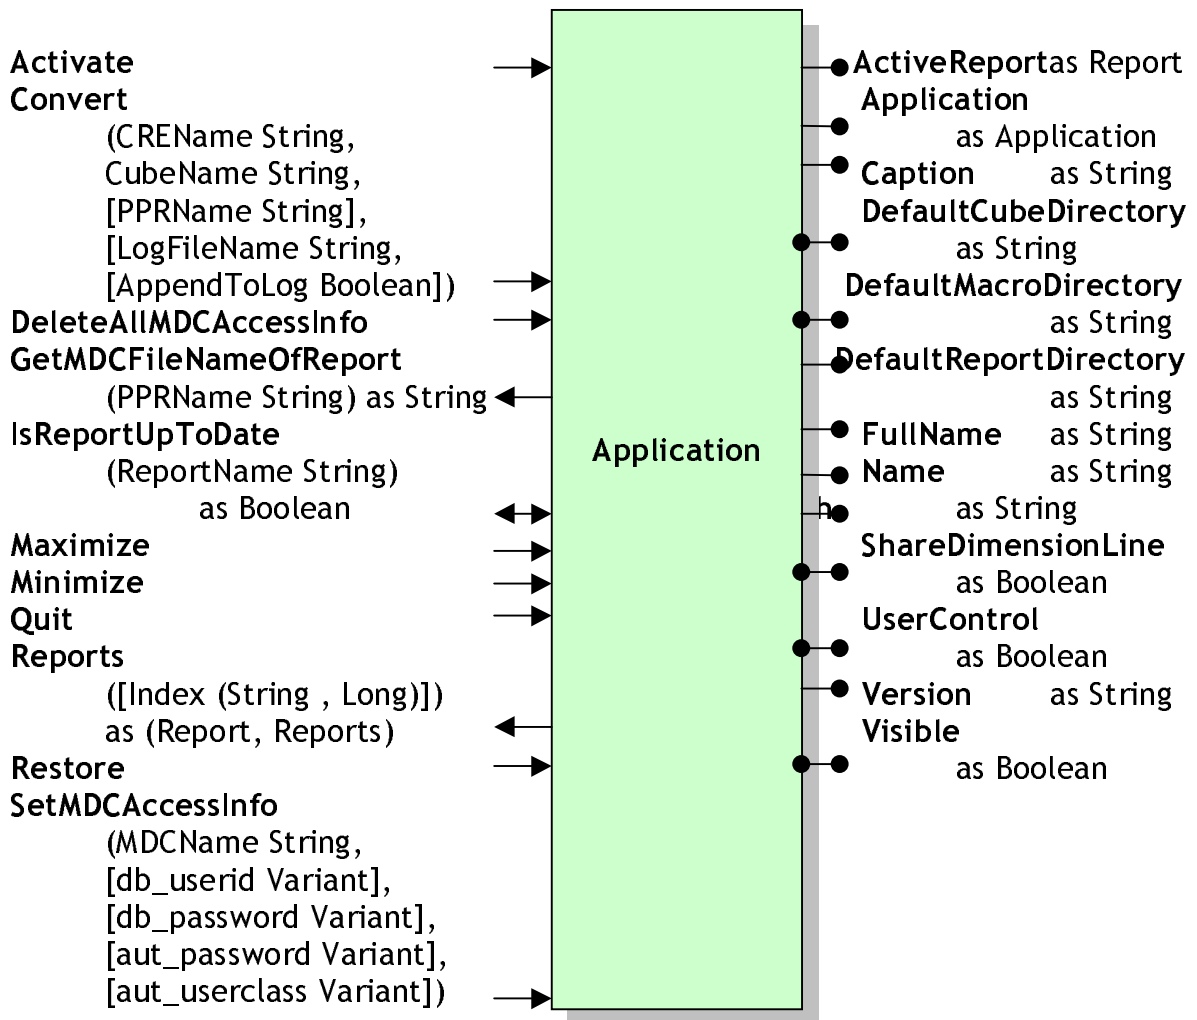 Activate
Convert
(CREName String,
CubeName String,
[PPRName String],
[LogFileName String,
[AppendToLog Boolean])
DeleteAllMDCAccessInfo
GetMDCFileNameOfReport
(PPRName String) as String
IsReportUpToDate
(ReportName String)
as Boolean
Maximize
Minimize
Quit
Reports
([Index (String , Long)])
as (Report, Reports)
Restore
SetMDCAccessInfo
(MDCName String,
[db_userid Variant],
[db_password Variant],
[aut_password Variant],
[aut_userclass Variant])
Application
ActiveReport as Report
Application
as Application
Caption as String
DefaultCubeDirectory
as String
DefaultMacroDirectory
as String
DefaultReportDirectory
as String
FullName as String
Name as String
h as String
ShareDimensionLine
as Boolean
UserControl
as Boolean
Version as String
Visible
as Boolean